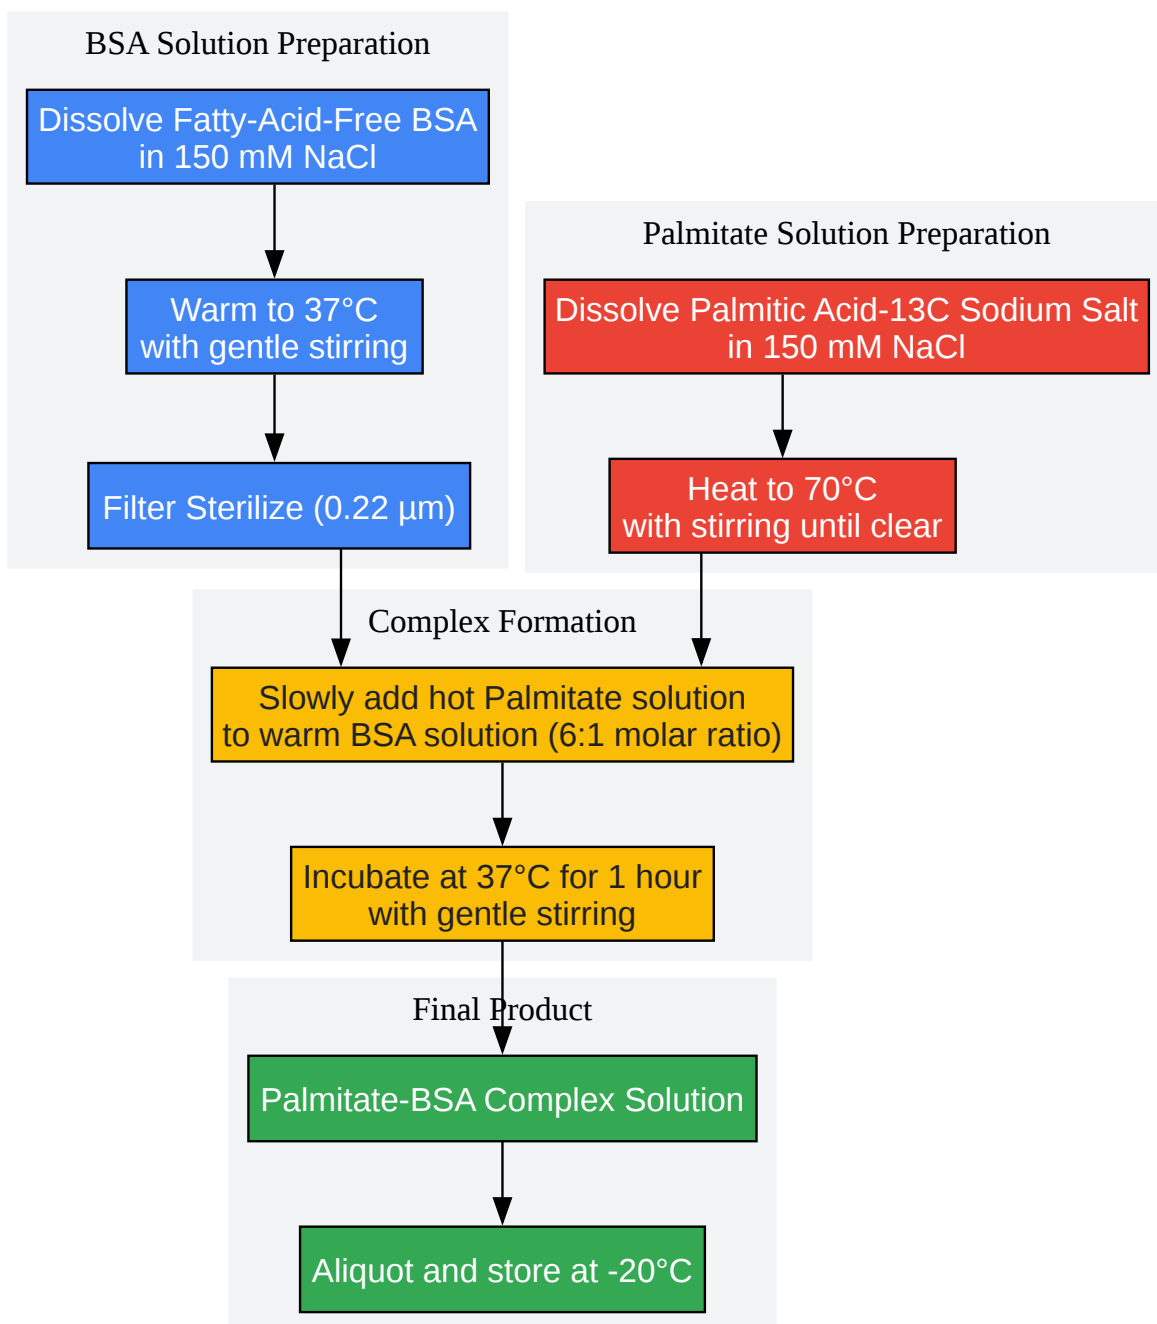 BSA Solution Preparation
Dissolve Fatty-Acid-Free BSA
in 150 mM NaCl
Warm to 37°C
with gentle stirring
Filter Sterilize (0.22 µm)
Palmitate Solution Preparation
Dissolve Palmitic Acid-13C Sodium Salt
in 150 mM NaCl
Heat to 70°C
with stirring until clear
Complex Formation
Slowly add hot Palmitate solution
to warm BSA solution (6:1 molar ratio)
Incubate at 37°C for 1 hour
with gentle stirring
Final Product
Palmitate-BSA Complex Solution
Aliquot and store at -20°C